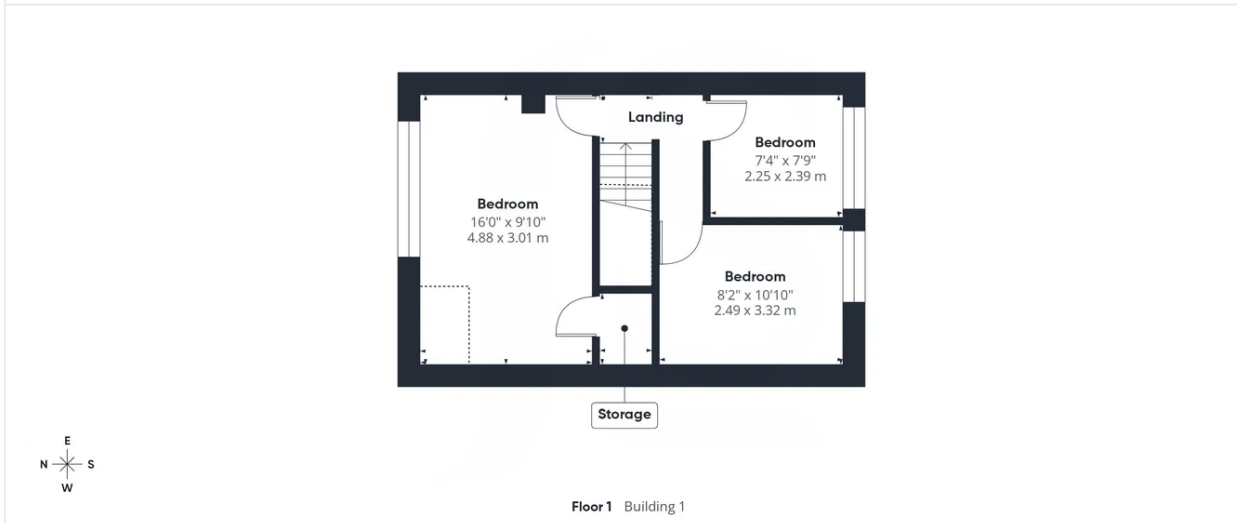 Landing
Bedroom
7'4" x 7'9"
2.25 x 2.39 m
Bedroom
16'0" x 9'10"
4.88 x 3.01 m
Bedroom
8'2" x 10'10"
2.49 x 3.32 m
Storage
E
N S
W
Floor 1 Building 1